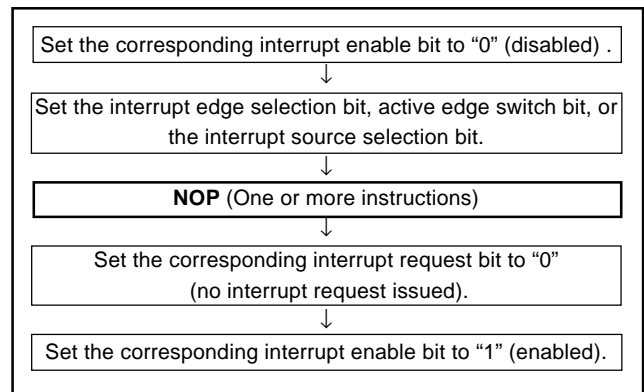 Set the corresponding interrupt enable bit to “0” (disabled) .
↓
Set the interrupt edge selection bit, active edge switch bit, or
the interrupt source selection bit.
↓
NOP (One or more instructions)
↓
Set the corresponding interrupt request bit to “0”
(no interrupt request issued).
↓
Set the corresponding interrupt enable bit to “1” (enabled).